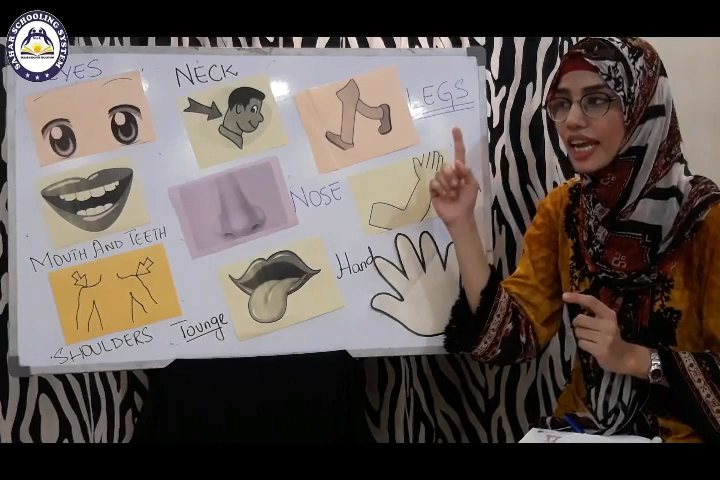 SAHAR SCHOOLING SYSTEM
EYES
NECK
LEGS
NOSE
MOUTH AND TEETH
Hand
SHOULDERS
Tounge